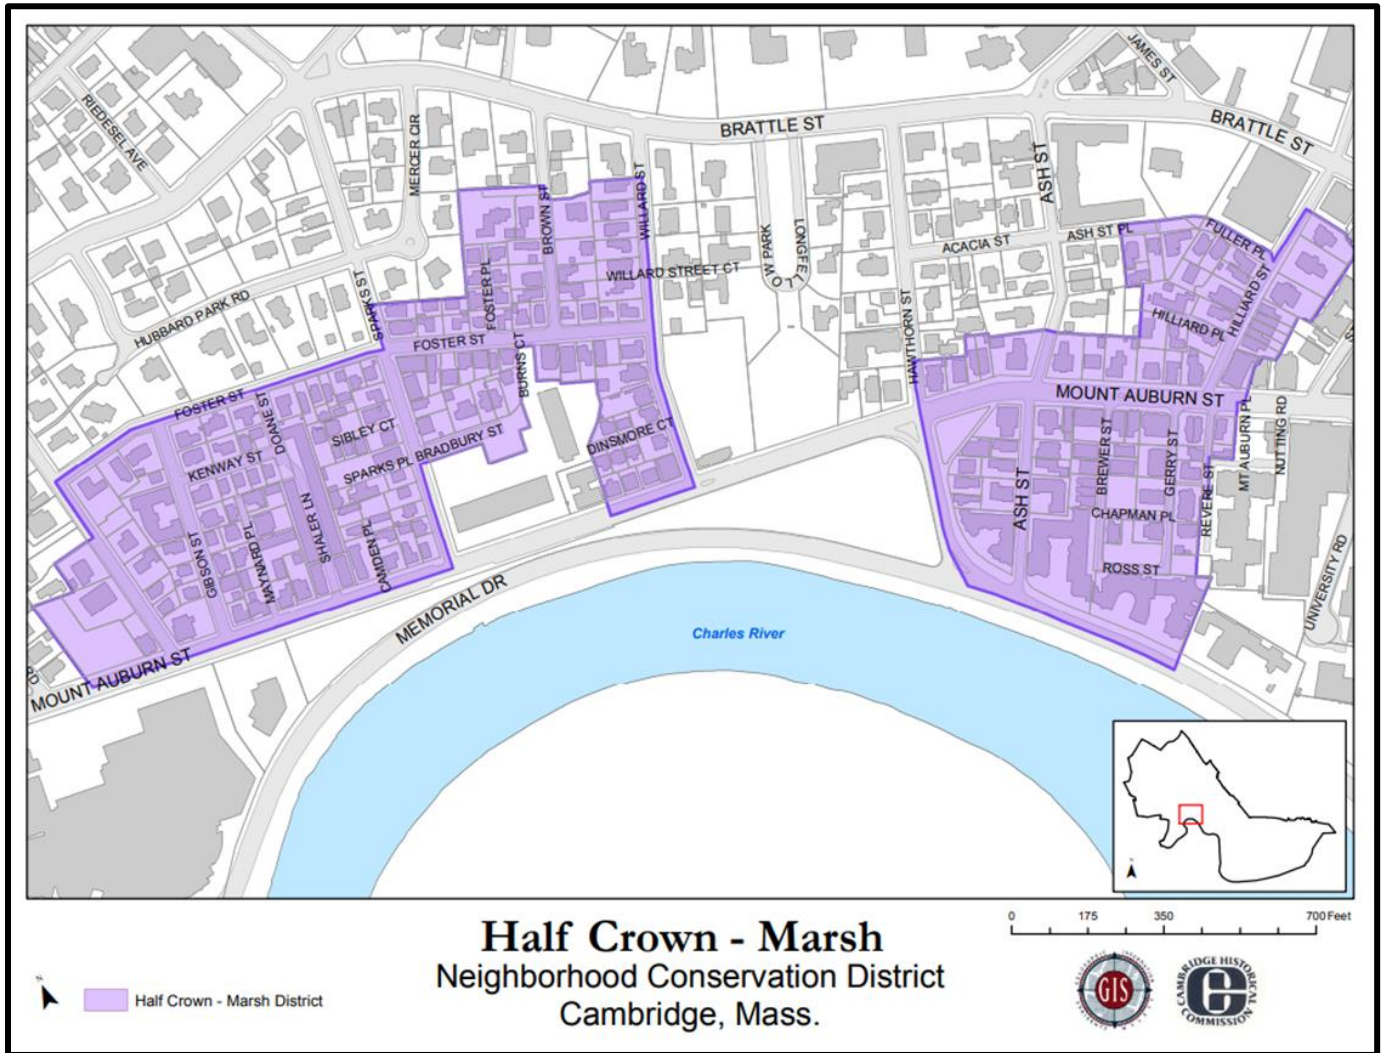 JAMES ST
BRATTLE ST
BRATTLE ST
RIEDESEL AVE
MERCER CIR
ASH ST
BROWN ST
WILLARD ST
W PARK
LONGFELLO
ACACIA ST
ASH ST PL
FULLER PL
WILLARD STREET CT
FOSTER PL
HUBBARD PARK RD
SPARKS ST
HAWTHORN ST
HILLIARD ST
HILLIARD PL
FOSTER ST
BURNS CT
FOSTER ST
MOUNT AUBURN ST
DOANE ST
SIBLEY CT
BRADBURY ST
DINSMORE CT
KENWAY ST
SPARKS PL
ASH ST
BREWER ST
GERRY ST
REVERE ST
MT AUBURN PL
NUTTING RD
CHAPMAN PL
GIBSON ST
MAYNARD PL
SHALER LN
CAMDEN PL
ROSS ST
UNIVERSITY RD
MEMORIAL DR
Charles River
MOUNT AUBURN ST
RD
Half Crown - Marsh
Neighborhood Conservation District
Cambridge, Mass.
Half Crown - Marsh District
0 175 350 700 Feet
GIS
CAMBRIDGE HISTORICAL
COMMISSION